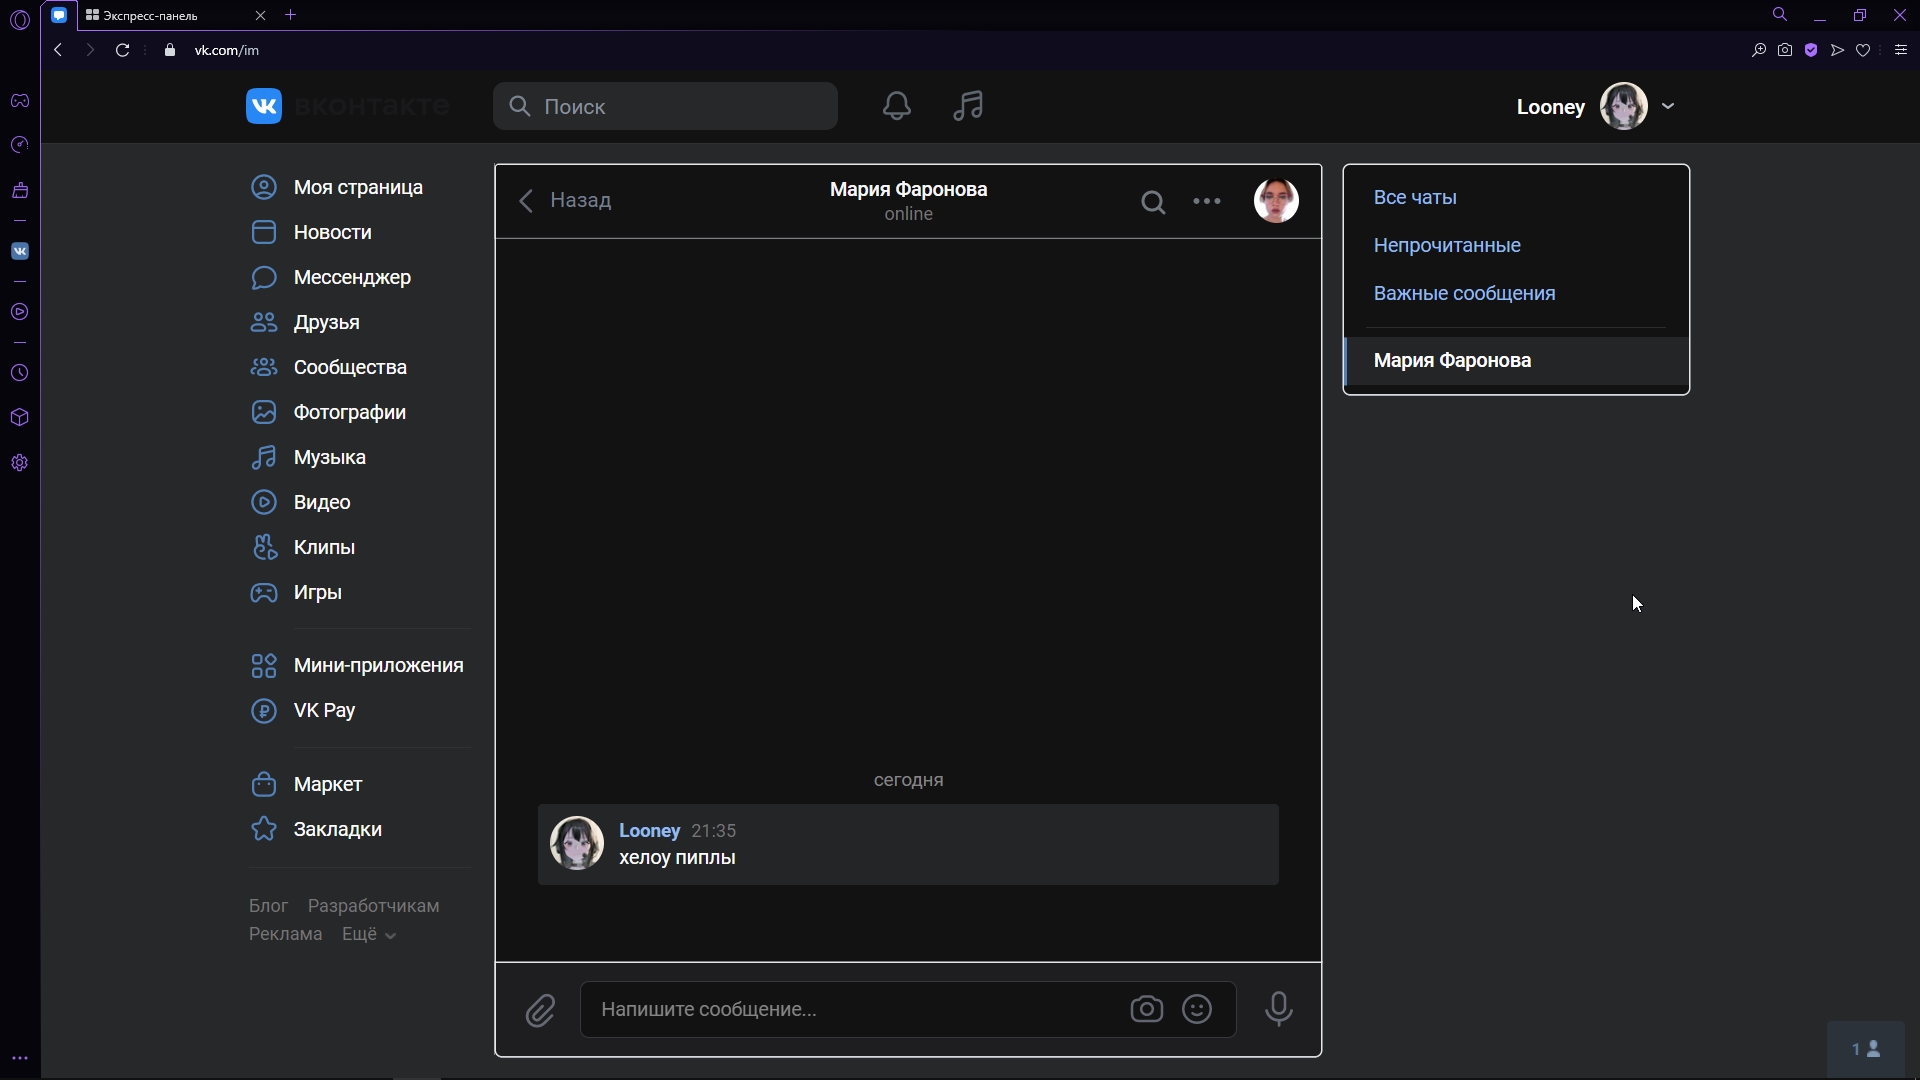 Экспресс-панель
vk.com/im
вконтакте
Поиск
Looney
Моя страница
Новости
Мессенджер
Друзья
Сообщества
Фотографии
Музыка
Видео
Клипы
Игры
Мини-приложения
VK Pay
Маркет
Закладки
Блог Разработчикам
Реклама Ещё
Назад
Мария Фаронова
online
сегодня
Looney 21:35
хелоу пиплы
Напишите сообщение...
Все чаты
Непрочитанные
Важные сообщения
Мария Фаронова
1